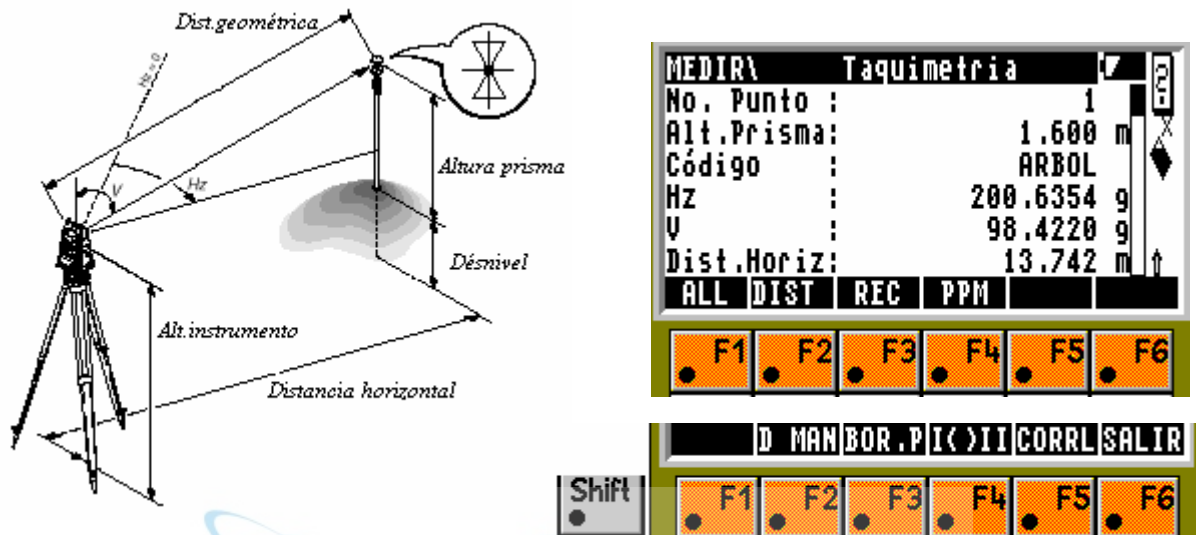 Dist.geométrica
Hz = 0
V
Hz
Altura prisma
Désnivel
Alt.instrumento
Distancia horizontal
MEDIR\ Taquimetria
No. Punto : 1
Alt.Prisma: 1.600 m
Código : ARBOL
Hz : 200.6354 g
V : 98.4220 g
Dist.Horiz: 13.742 m
ALL DIST REC PPM
F1 F2 F3 F4 F5 F6
D MAN BOR.P I()II CORRL SALIR
Shift
F1 F2 F3 F4 F5 F6